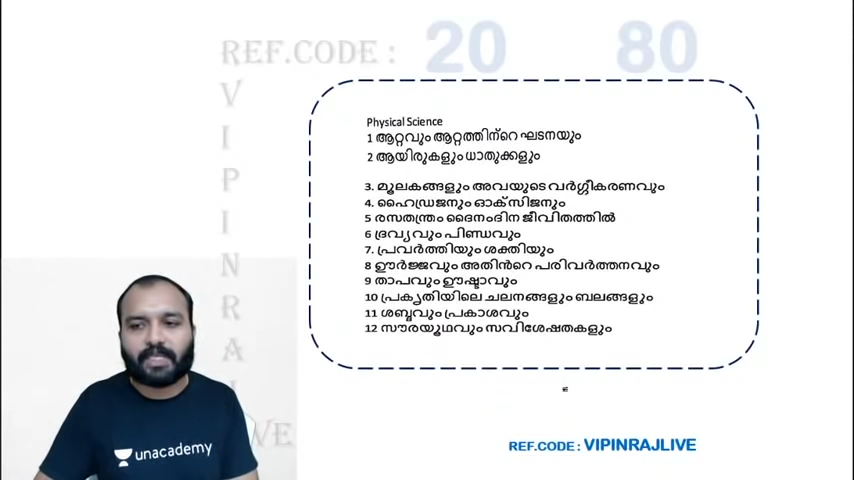 REF.CODE : 20 80
VIPINRAJLIVE
Physical Science
1 ആറ്റവും ആറ്റത്തിന്റെ ഘടനയും
2 ആയിരുകളും ധാതുക്കളും
3. മൂലകങ്ങളും അവയുടെ വർഗ്ഗീകരണവും
4. ഹൈഡ്രജനും ഓക്സിജനും
5 രസതന്ത്രം ദൈനംദിന ജീവിതത്തിൽ
6 ദ്രവ്യവും പിണ്ഡവും
7. പ്രവർത്തിയും ശക്തിയും
8 ഊർജ്ജവും അതിൻറെ പരിവർത്തനവും
9 താപവും ഊഷ്മാവും
10 പ്രകൃതിയിലെ ചലനങ്ങളും ബലങ്ങളും
11 ശബ്ദവും പ്രകാശവും
12 സൗരയൂഥവും സവിശേഷതകളും
unacademy
REF.CODE : VIPINRAJLIVE